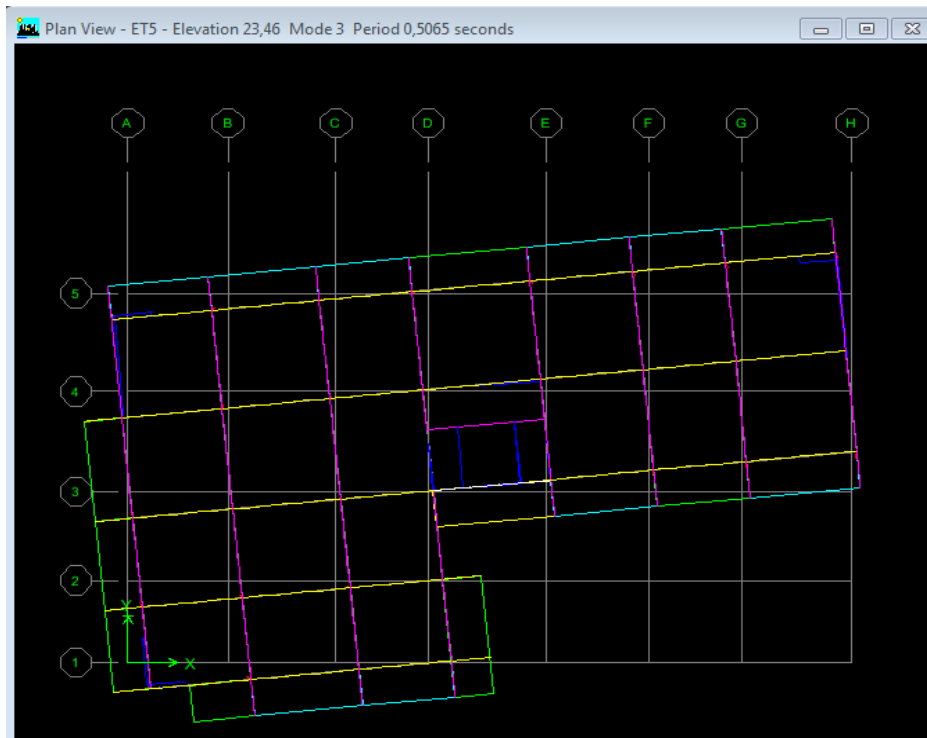 Plan View - ET5 - Elevation 23,46 Mode 3 Period 0,5065 seconds
A B C D E F G H
5
4
3
2
Y
X
1